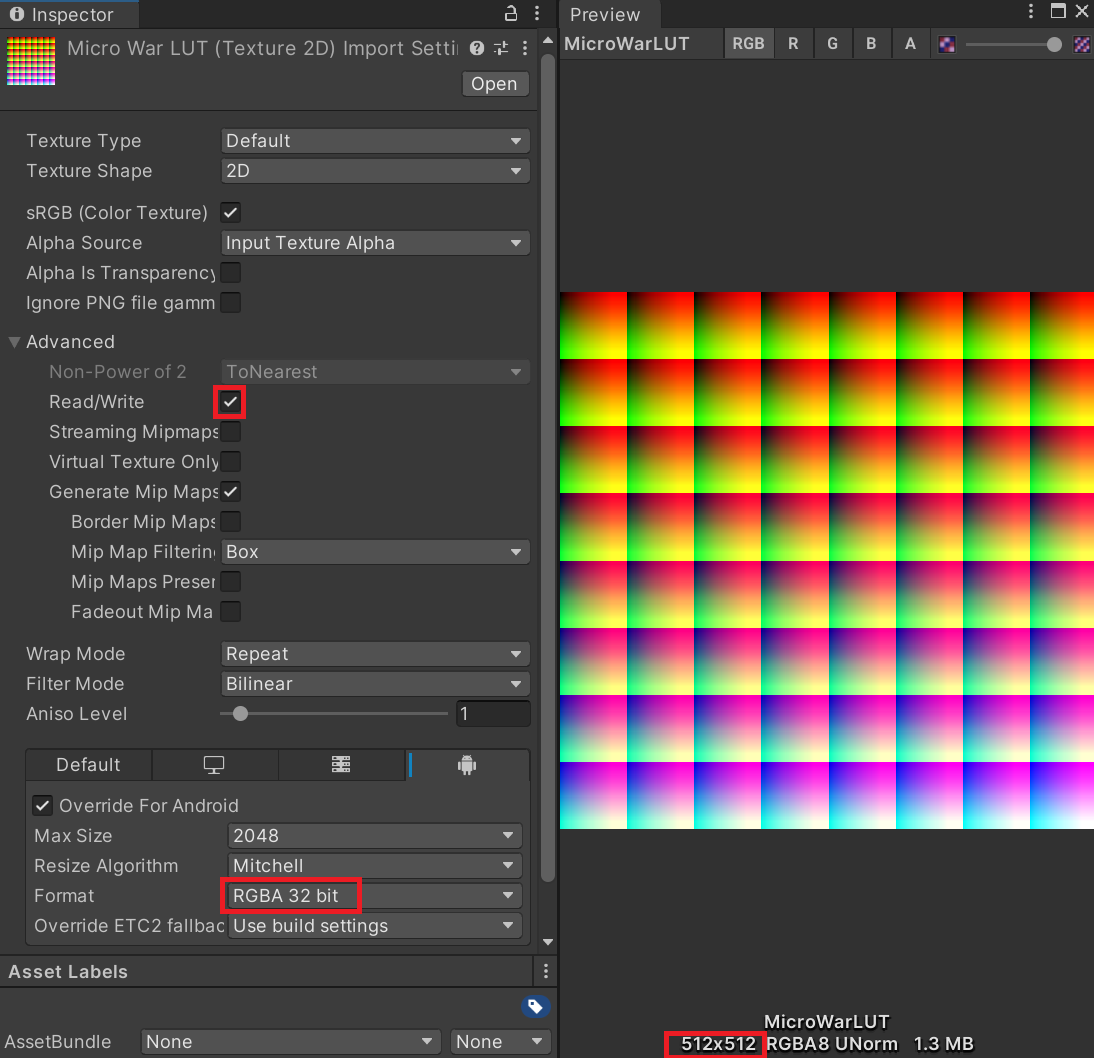 Inspector
Micro War LUT (Texture 2D) Import Setti
Open
Texture Type Default
Texture Shape 2D
sRGB (Color Texture)
Alpha Source Input Texture Alpha
Alpha Is Transparency
Ignore PNG file gamm
Advanced
Non-Power of 2 ToNearest
Read/Write
Streaming Mipmaps
Virtual Texture Only
Generate Mip Maps
Border Mip Maps
Mip Map Filterin Box
Mip Maps Preser
Fadeout Mip Ma
Wrap Mode Repeat
Filter Mode Bilinear
Aniso Level 1
Default
Override For Android
Max Size 2048
Resize Algorithm Mitchell
Format RGBA 32 bit
Override ETC2 fallbac Use build settings
Asset Labels
AssetBundle None None
Preview
MicroWarLUT RGB R G B A
MicroWarLUT
512x512 RGBA8 UNorm 1.3 MB